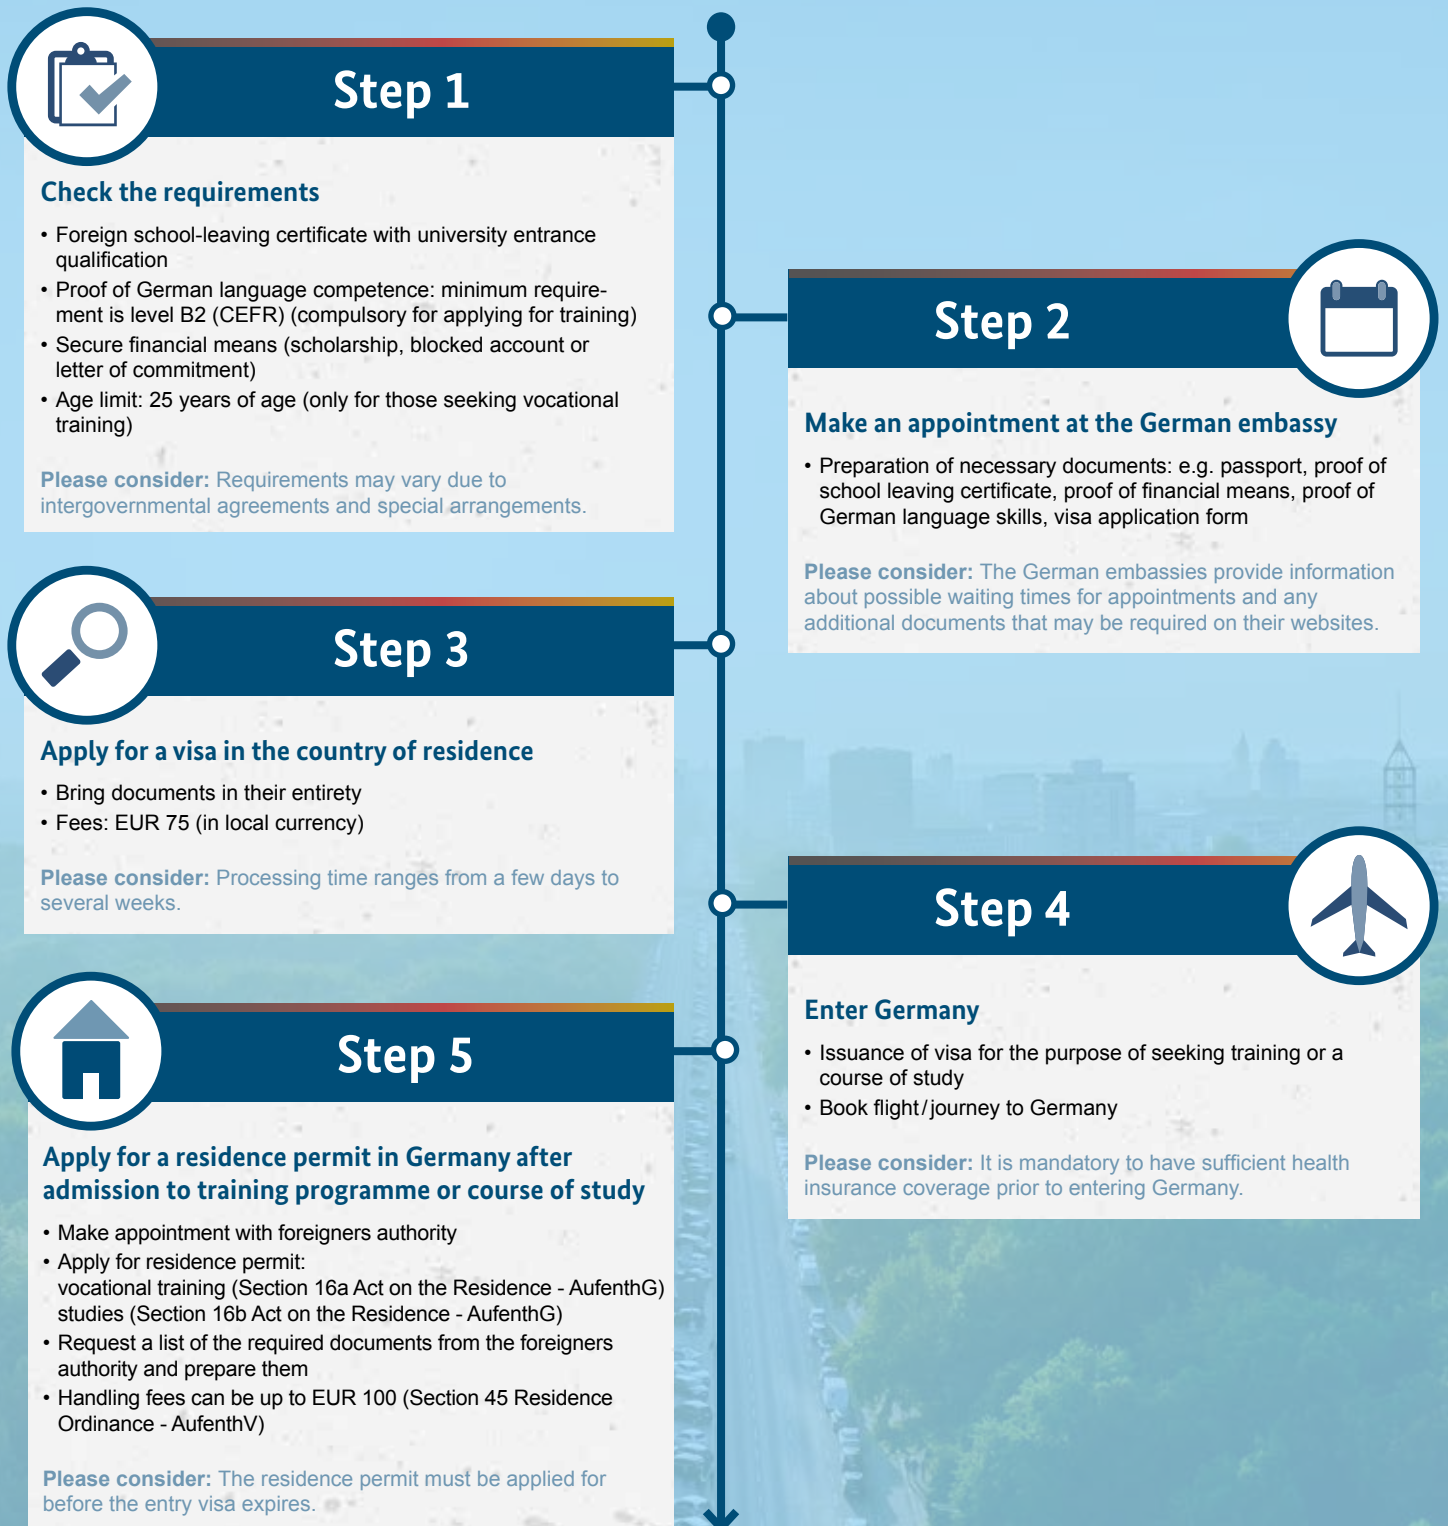 Step 1
Check the requirements
• Foreign school-leaving certificate with university entrance
qualification
• Proof of German language competence: minimum require-
ment is level B2 (CEFR) (compulsory for applying for training)
• Secure financial means (scholarship, blocked account or
letter of commitment)
• Age limit: 25 years of age (only for those seeking vocational
training)
Please consider: Requirements may vary due to
intergovernmental agreements and special arrangements.
Step 2
Make an appointment at the German embassy
• Preparation of necessary documents: e.g. passport, proof of
school leaving certificate, proof of financial means, proof of
German language skills, visa application form
Please consider: The German embassies provide information
about possible waiting times for appointments and any
additional documents that may be required on their websites.
Step 3
Apply for a visa in the country of residence
• Bring documents in their entirety
• Fees: EUR 75 (in local currency)
Please consider: Processing time ranges from a few days to
several weeks.
Step 4
Enter Germany
• Issuance of visa for the purpose of seeking training or a
course of study
• Book flight/journey to Germany
Please consider: It is mandatory to have sufficient health
insurance coverage prior to entering Germany.
Step 5
Apply for a residence permit in Germany after
admission to training programme or course of study
• Make appointment with foreigners authority
• Apply for residence permit:
vocational training (Section 16a Act on the Residence - AufenthG)
studies (Section 16b Act on the Residence - AufenthG)
• Request a list of the required documents from the foreigners
authority and prepare them
• Handling fees can be up to EUR 100 (Section 45 Residence
Ordinance - AufenthV)
Please consider: The residence permit must be applied for
before the entry visa expires.